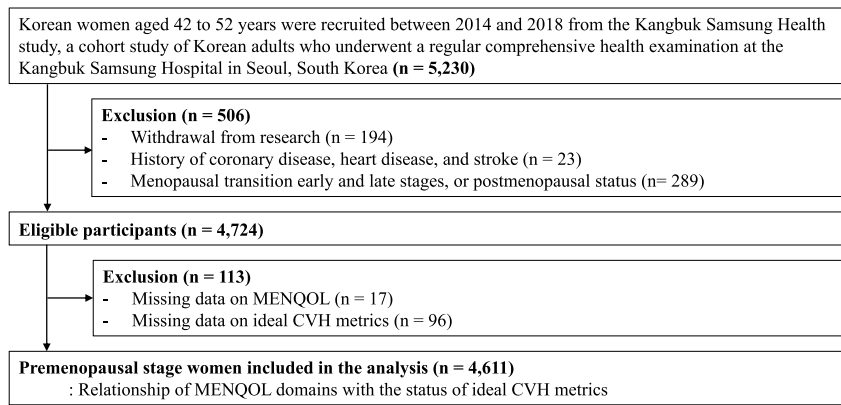 Korean women aged 42 to 52 years were recruited between 2014 and 2018 from the Kangbuk Samsung Health
study, a cohort study of Korean adults who underwent a regular comprehensive health examination at the
Kangbuk Samsung Hospital in Seoul, South Korea (n = 5,230)
Exclusion (n = 506)
- Withdrawal from research (n = 194)
- History of coronary disease, heart disease, and stroke (n = 23)
- Menopausal transition early and late stages, or postmenopausal status (n= 289)
Eligible participants (n = 4,724)
Exclusion (n = 113)
- Missing data on MENQOL (n = 17)
- Missing data on ideal CVH metrics (n = 96)
Premenopausal stage women included in the analysis (n = 4,611)
: Relationship of MENQOL domains with the status of ideal CVH metrics